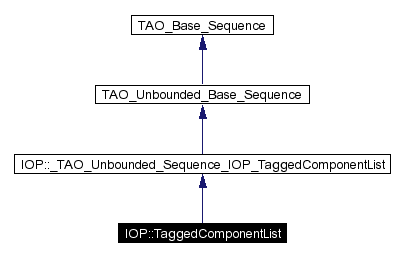 TAO_Base_Sequence
TAO_Unbounded_Base_Sequence
IOP::_TAO_Unbounded_Sequence_IOP_TaggedComponentList
IOP::TaggedComponentList